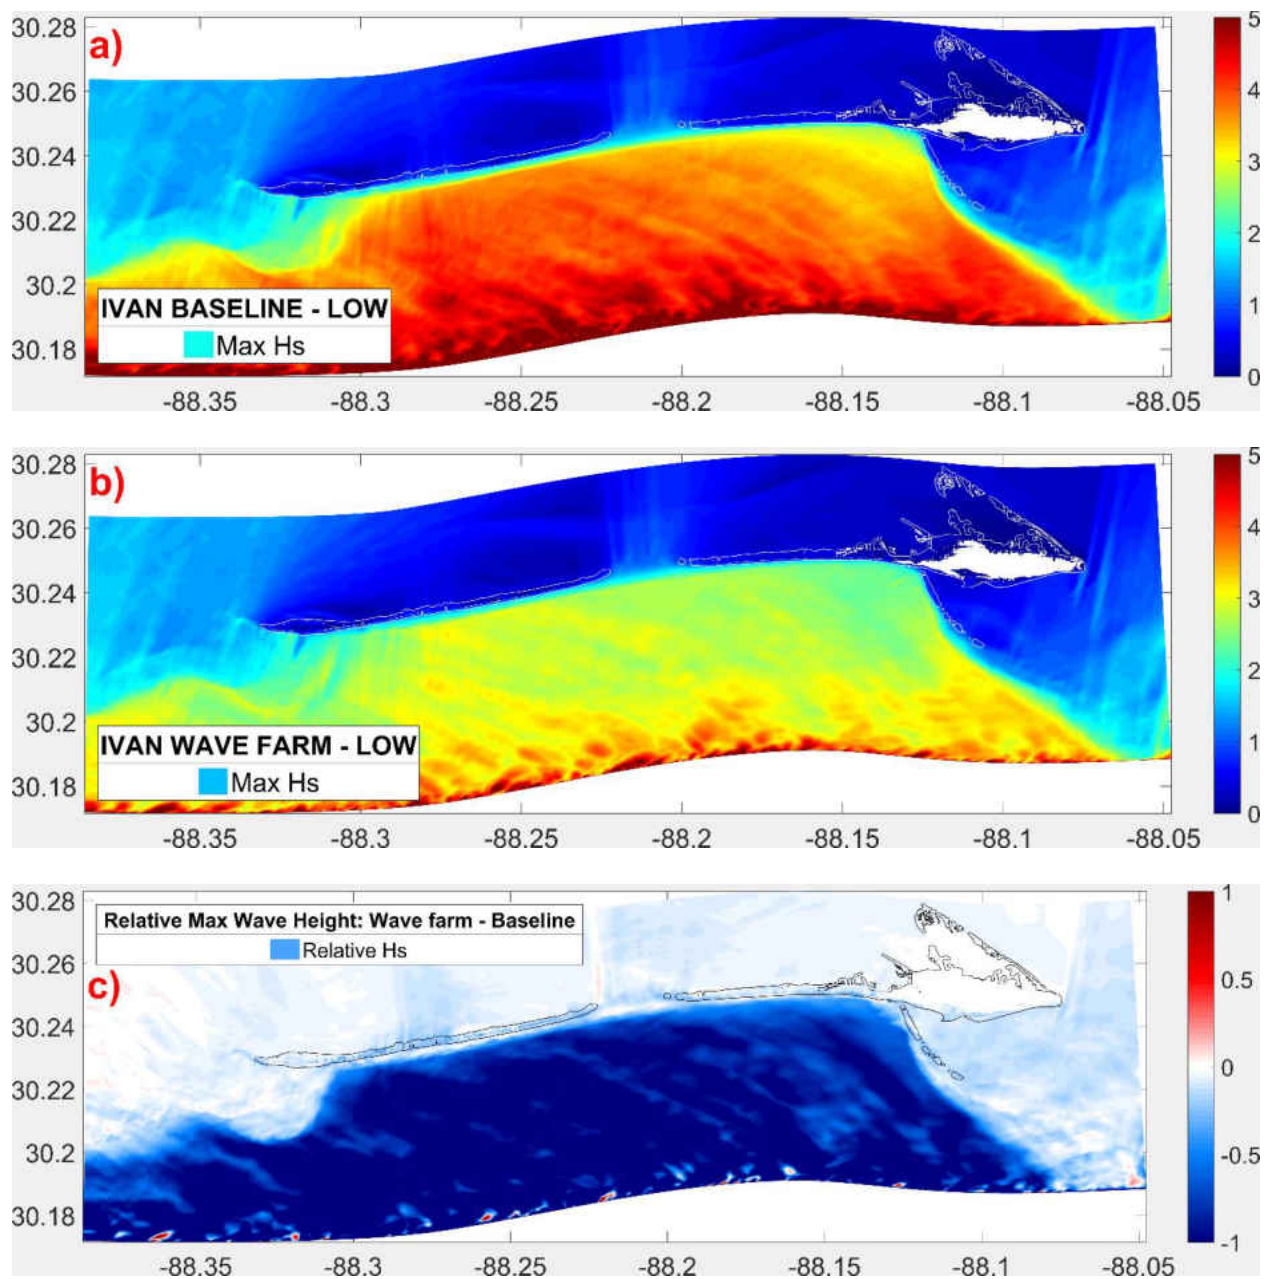 a)
30.28
30.26
30.24
30.22
30.2
30.18
IVAN BASELINE - LOW
Max Hs
-88.35 -88.3 -88.25 -88.2 -88.15 -88.1 -88.05
5
4
3
2
1
0
b)
30.28
30.26
30.24
30.22
30.2
30.18
IVAN WAVE FARM - LOW
Max Hs
-88.35 -88.3 -88.25 -88.2 -88.15 -88.1 -88.05
5
4
3
2
1
0
30.28
30.26
30.24
30.22
30.2
30.18
Relative Max Wave Height: Wave farm - Baseline
Relative Hs
c)
-88.35 -88.3 -88.25 -88.2 -88.15 -88.1 -88.05
1
0.5
0
-0.5
-1